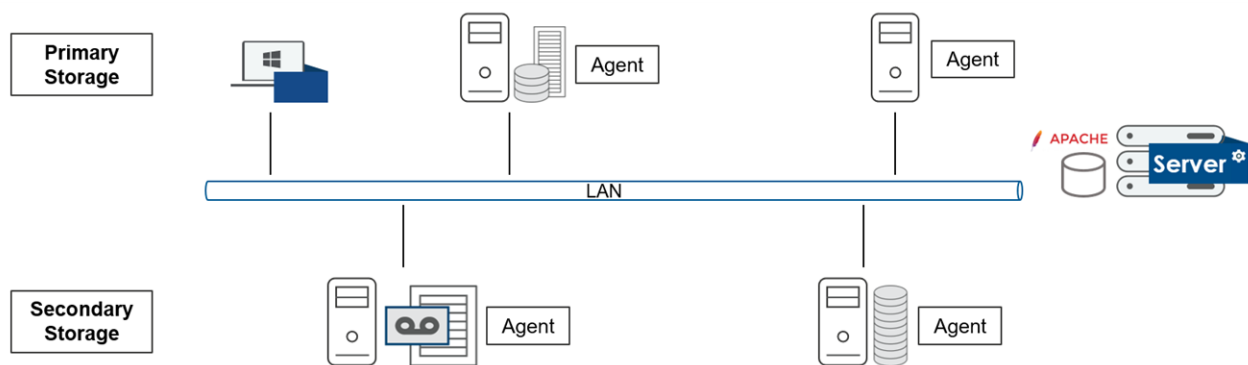 Primary
Storage
Agent
Agent
APACHE
Server
LAN
Secondary
Storage
Agent
Agent